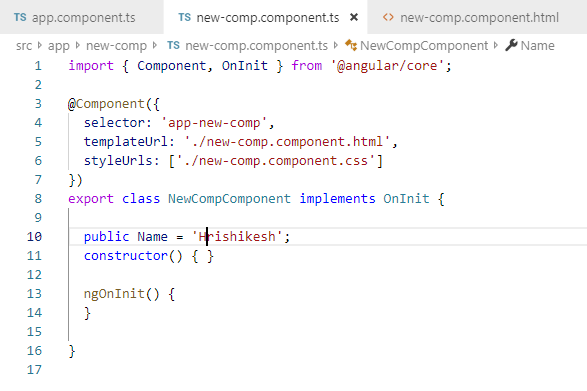 TS app.component.ts TS new-comp.component.ts × <> new-comp.component.html
src › app › new-comp › TS new-comp.component.ts › NewCompComponent › Name
1 import { Component, OnInit } from '@angular/core';
2
3 @Component({
4 selector: 'app-new-comp',
5 templateUrl: './new-comp.component.html',
6 styleUrls: ['./new-comp.component.css']
7 })
8 export class NewCompComponent implements OnInit {
9
10 public Name = 'Hrishikesh';
11 constructor() { }
12
13 ngOnInit() {
14 }
15
16 }
17